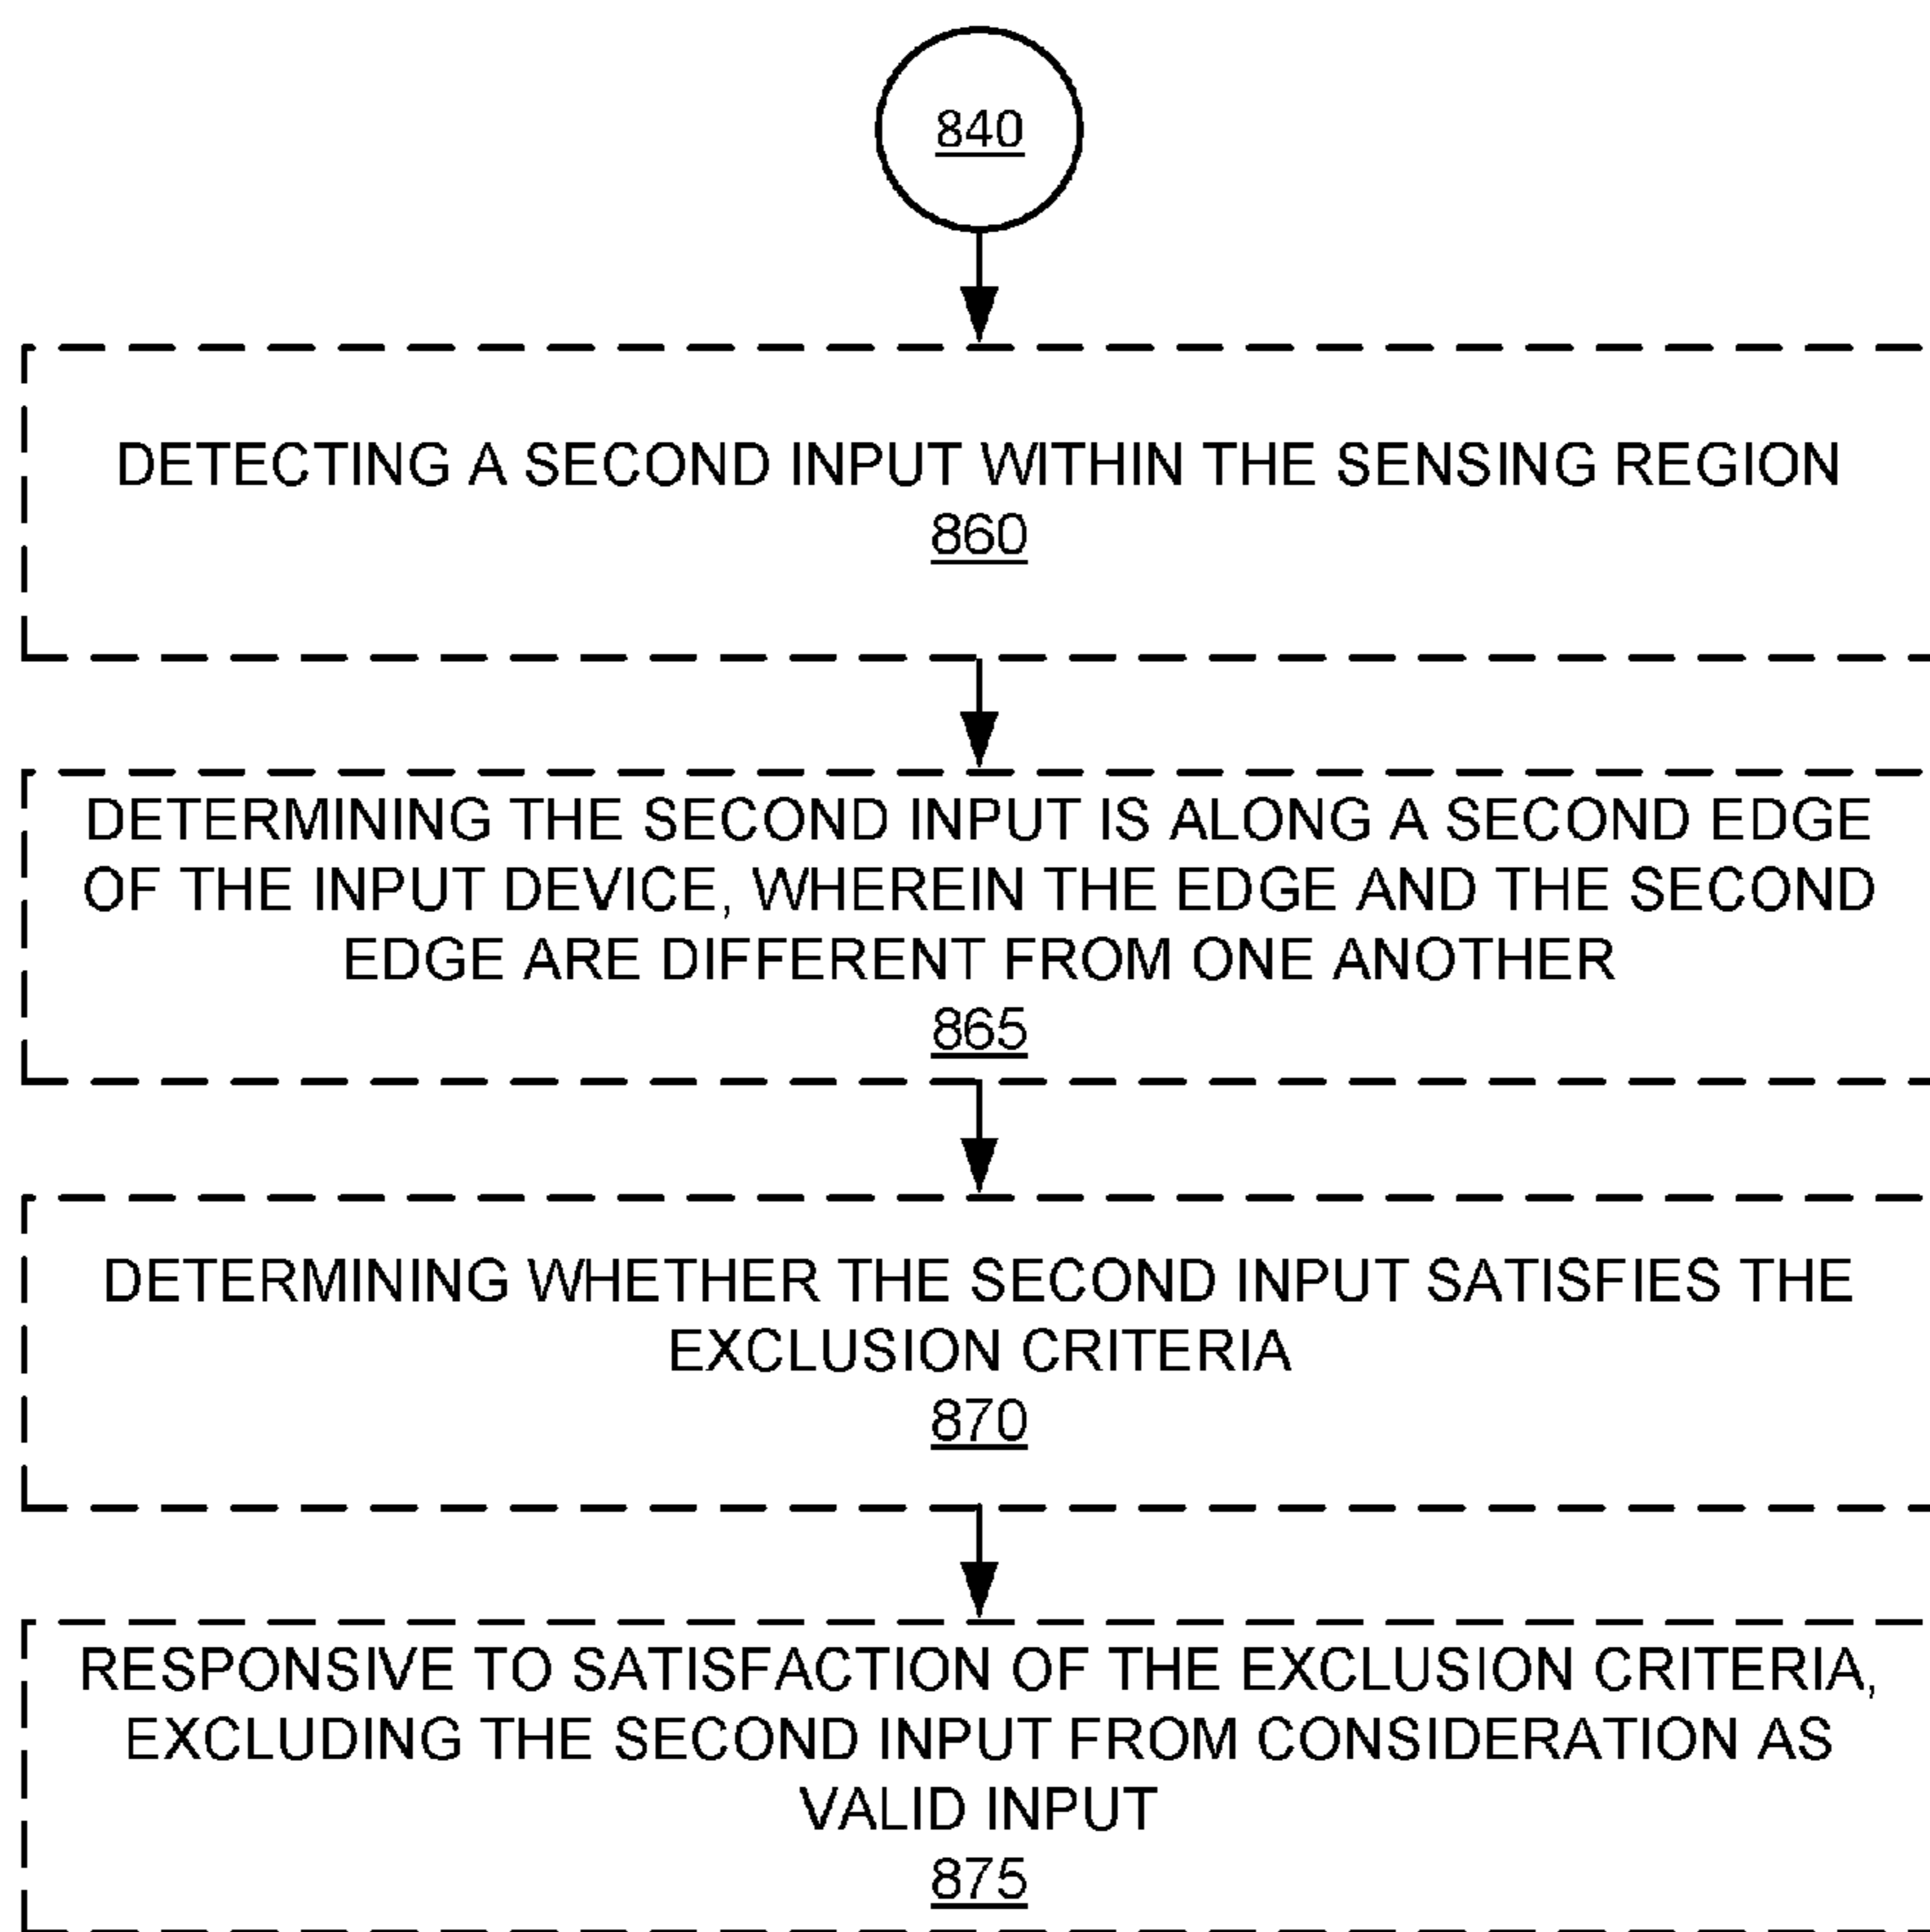 840
DETECTING A SECOND INPUT WITHIN THE SENSING REGION
860
DETERMINING THE SECOND INPUT IS ALONG A SECOND EDGE
OF THE INPUT DEVICE, WHEREIN THE EDGE AND THE SECOND
EDGE ARE DIFFERENT FROM ONE ANOTHER
865
DETERMINING WHETHER THE SECOND INPUT SATISFIES THE
EXCLUSION CRITERIA
870
RESPONSIVE TO SATISFACTION OF THE EXCLUSION CRITERIA,
EXCLUDING THE SECOND INPUT FROM CONSIDERATION AS
VALID INPUT
875